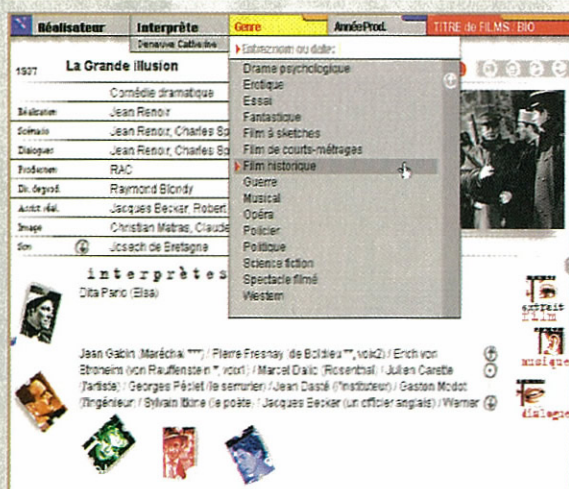 Réalisateur Interprète Genre AnnéeProd. TITRE de FILMS / BIO
Deneuve Catherine
Entrez nom ou date:
1937 La Grande illusion
Drame psychologique
Erotique
Essai
Fantastique
Film à sketches
Film de courts-métrages
Film historique
Guerre
Musical
Opéra
Policier
Politique
Science fiction
Spectacle filmé
Western
Comédie dramatique
Réalisation Jean Renoir
Scénario Jean Renoir, Charles Sp
Dialogues Jean Renoir, Charles Sp
Production RAC
Dir. de prod. Raymond Blondy
Assist réal. Jacques Becker, Robert
Image Christian Matras, Claude
Son Joseph de Bretagne
interprètes
Dita Parlo (Elsa)
Jean Gabin (Maréchal ***) / Pierre Fresnay (de Boldieu **, voix2) / Erich von
Stroheim (von Rauffenstein *, voix1) / Marcel Dalio (Rosenthal) / Julien Carette
(l'artiste) / Georges Péclet (le serrurier) / Jean Dasté (l'instituteur) / Gaston Modot
(l'ingénieur) / Sylvain Itkine (le poète) / Jacques Becker (un officier anglais) / Werner
extrait
film
musique
dialogue